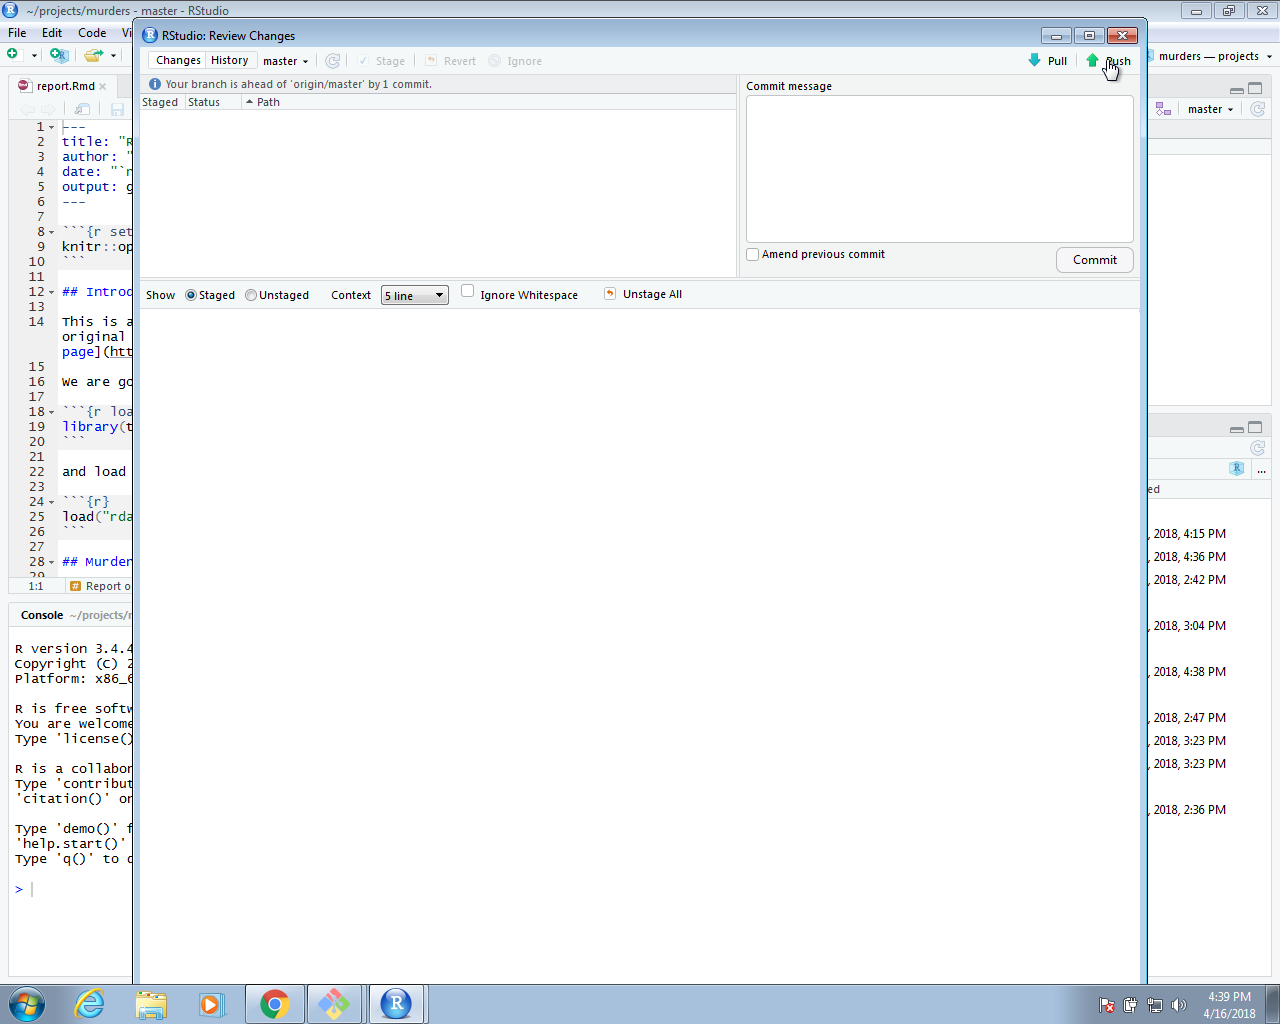 ~/projects/murders - master - RStudio
File Edit Code
RStudio: Review Changes
Changes History master Stage Revert Ignore Pull Push
murders — projects
report.Rmd
Your branch is ahead of 'origin/master' by 1 commit.
Staged Status Path
Commit message
master
Amend previous commit
Commit
Show Staged Unstaged Context 5 line Ignore Whitespace Unstage All
1 ---
2 title: "R
3 author: "
4 date: "`r
5 output: g
6 ---
7
8 ```{r set
9 knitr::op
10 ```
11
12 ## Introd
13
14 This is a
original
page](htt
15
16 We are go
17
18 ```{r loa
19 library(t
20 ```
21
22 and load
23
24 ```{r}
25 load("rda
26 ```
27
28 ## Murder
29
1:1 # Report o
...
ed
, 2018, 4:15 PM
, 2018, 4:36 PM
, 2018, 2:42 PM
, 2018, 3:04 PM
, 2018, 4:38 PM
, 2018, 2:47 PM
, 2018, 3:23 PM
, 2018, 3:23 PM
, 2018, 2:36 PM
Console ~/projects/m
R version 3.4.4
Copyright (C) 2
Platform: x86_6
R is free softw
You are welcome
Type 'license()
R is a collabor
Type 'contribut
'citation()' on
Type 'demo()' f
'help.start()'
Type 'q()' to q
>
4:39 PM
4/16/2018